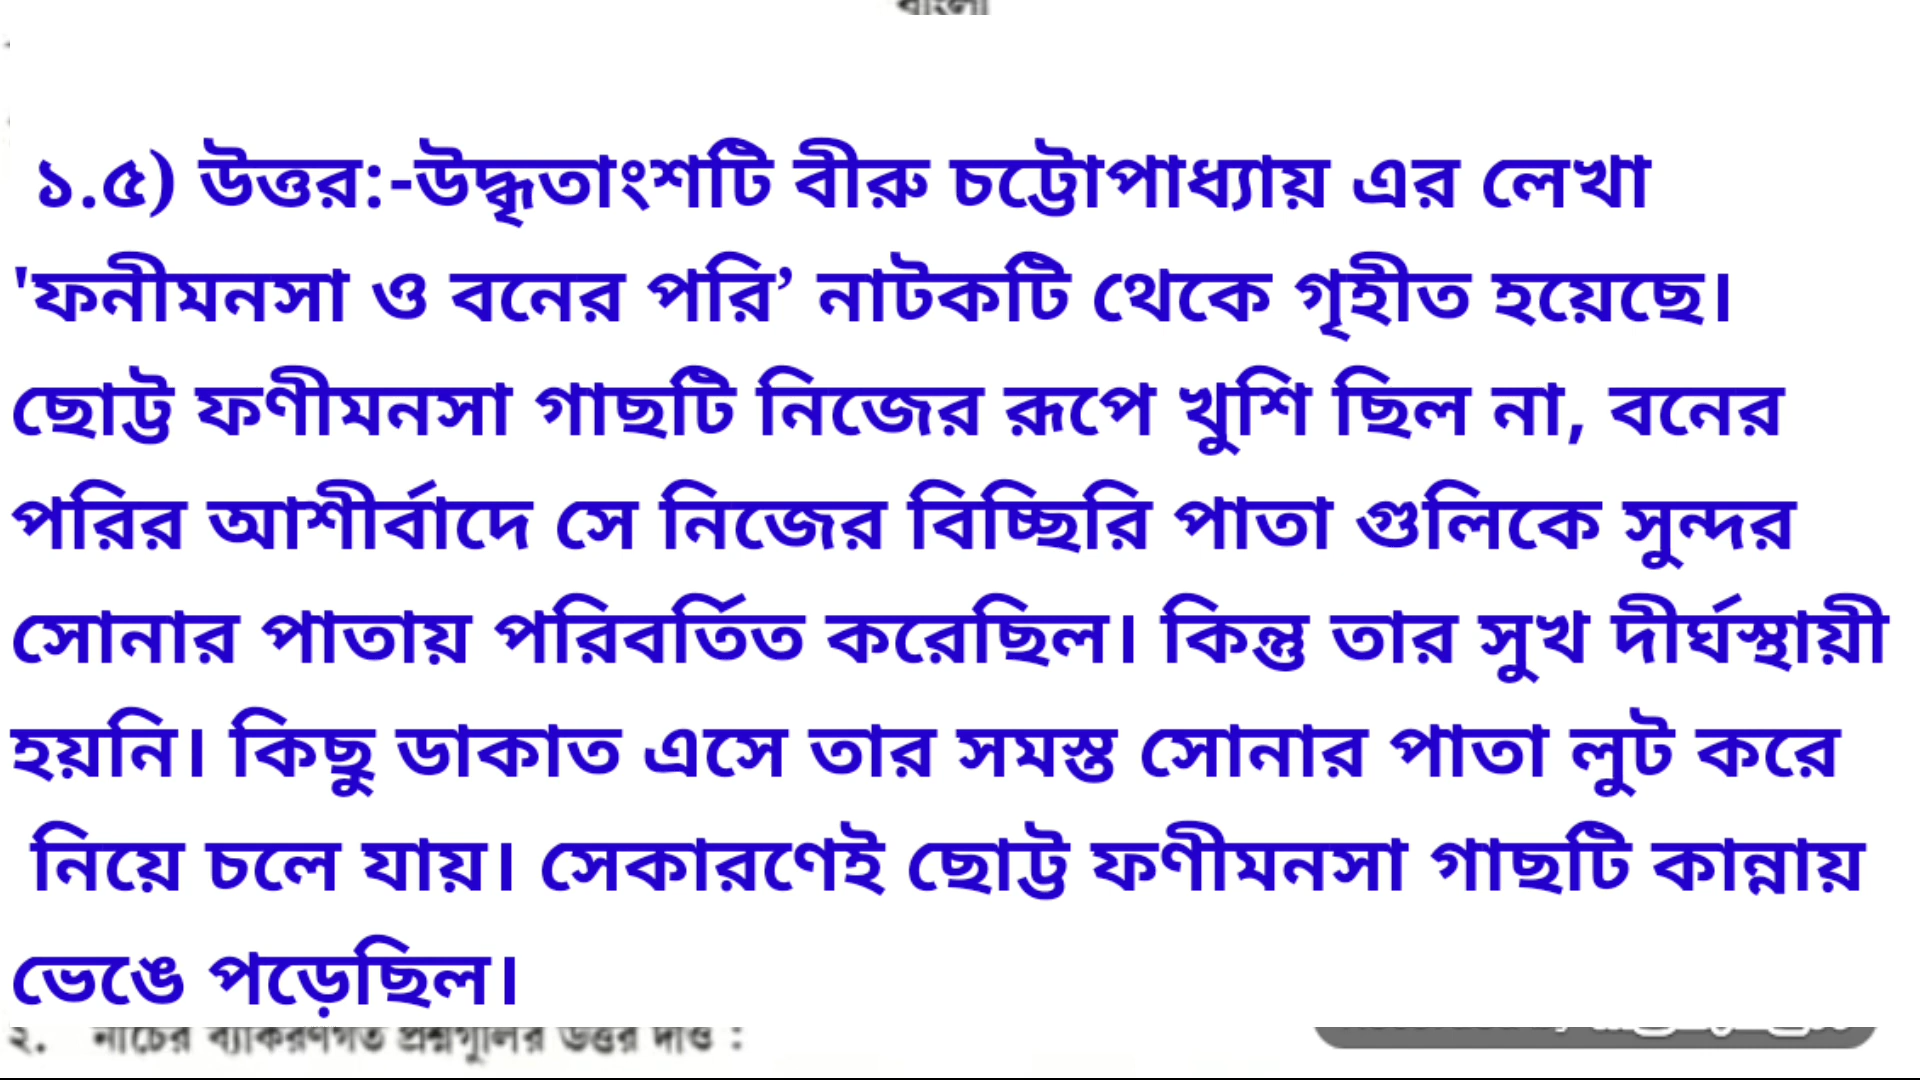 বাংলা
১.৫) উত্তর:-উদ্ধৃতাংশটি বীরু চট্টোপাধ্যায় এর লেখা
'ফনীমনসা ও বনের পরি’ নাটকটি থেকে গৃহীত হয়েছে।
ছোট্ট ফণীমনসা গাছটি নিজের রূপে খুশি ছিল না, বনের
পরির আশীর্বাদে সে নিজের বিচ্ছিরি পাতা গুলিকে সুন্দর
সোনার পাতায় পরিবর্তিত করেছিল। কিন্তু তার সুখ দীর্ঘস্থায়ী
হয়নি। কিছু ডাকাত এসে তার সমস্ত সোনার পাতা লুট করে
নিয়ে চলে যায়। সেকারণেই ছোট্ট ফণীমনসা গাছটি কান্নায়
ভেঙে পড়েছিল।
২. নীচের ব্যাকরণগত প্রশ্নগুলির উত্তর দাও :